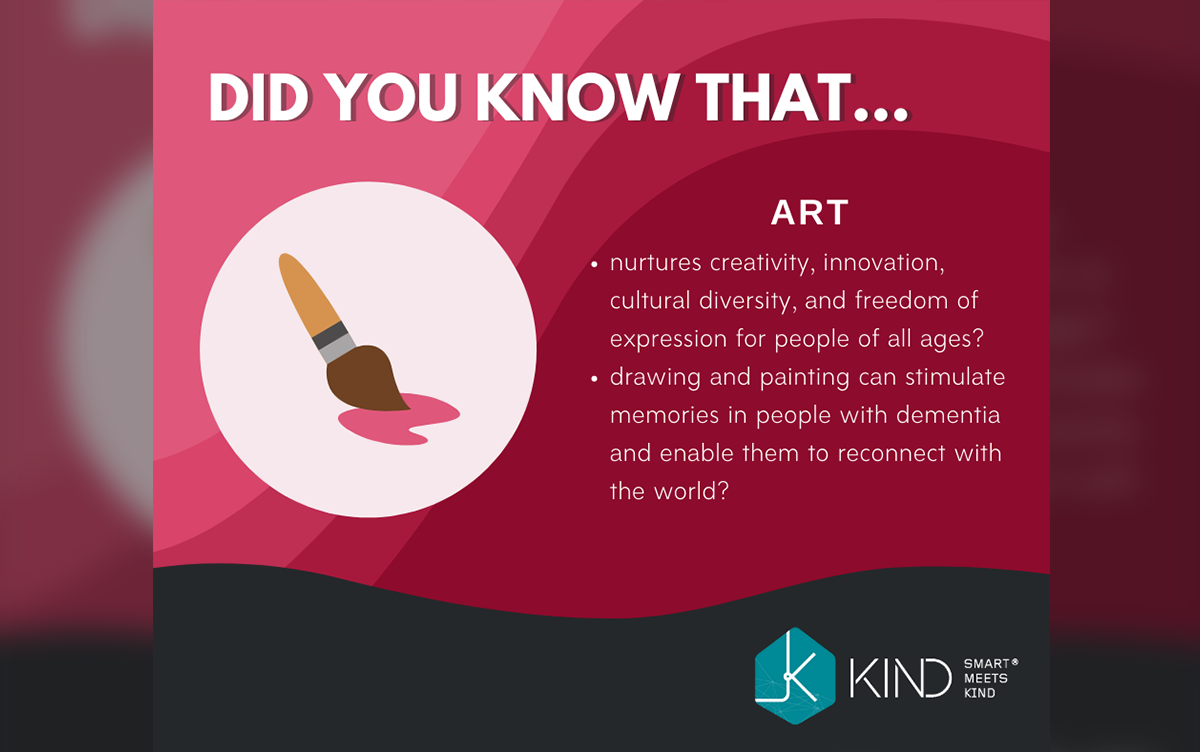 DID YOU KNOW THAT...
ART
• nurtures creativity, innovation,
cultural diversity, and freedom of
expression for people of all ages?
• drawing and painting can stimulate
memories in people with dementia
and enable them to reconnect with
the world?
KIND
SMART®
MEETS
KIND